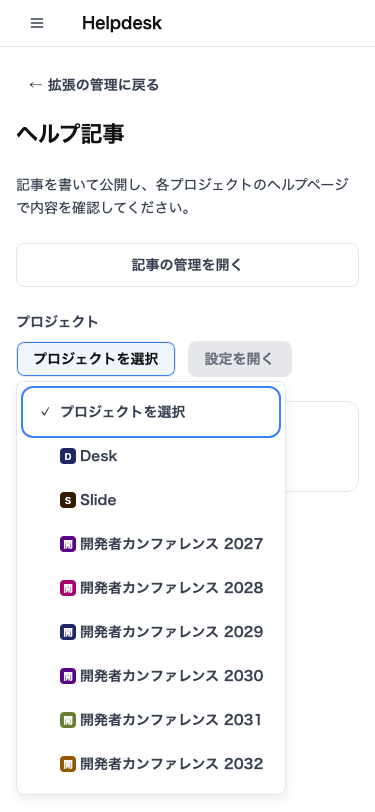 Helpdesk
← 拡張の管理に戻る
ヘルプ記事
記事を書いて公開し、各プロジェクトのヘルプページ
で内容を確認してください。
記事の管理を開く
プロジェクト
プロジェクトを選択
設定を開く
✓ プロジェクトを選択
D Desk
S Slide
開 開発者カンファレンス 2027
開 開発者カンファレンス 2028
開 開発者カンファレンス 2029
開 開発者カンファレンス 2030
開 開発者カンファレンス 2031
開 開発者カンファレンス 2032